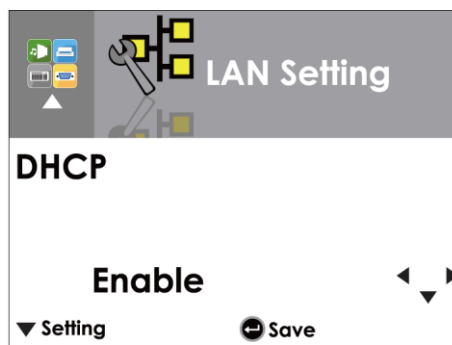 LAN Setting
DHCP
Enable
Setting
Save